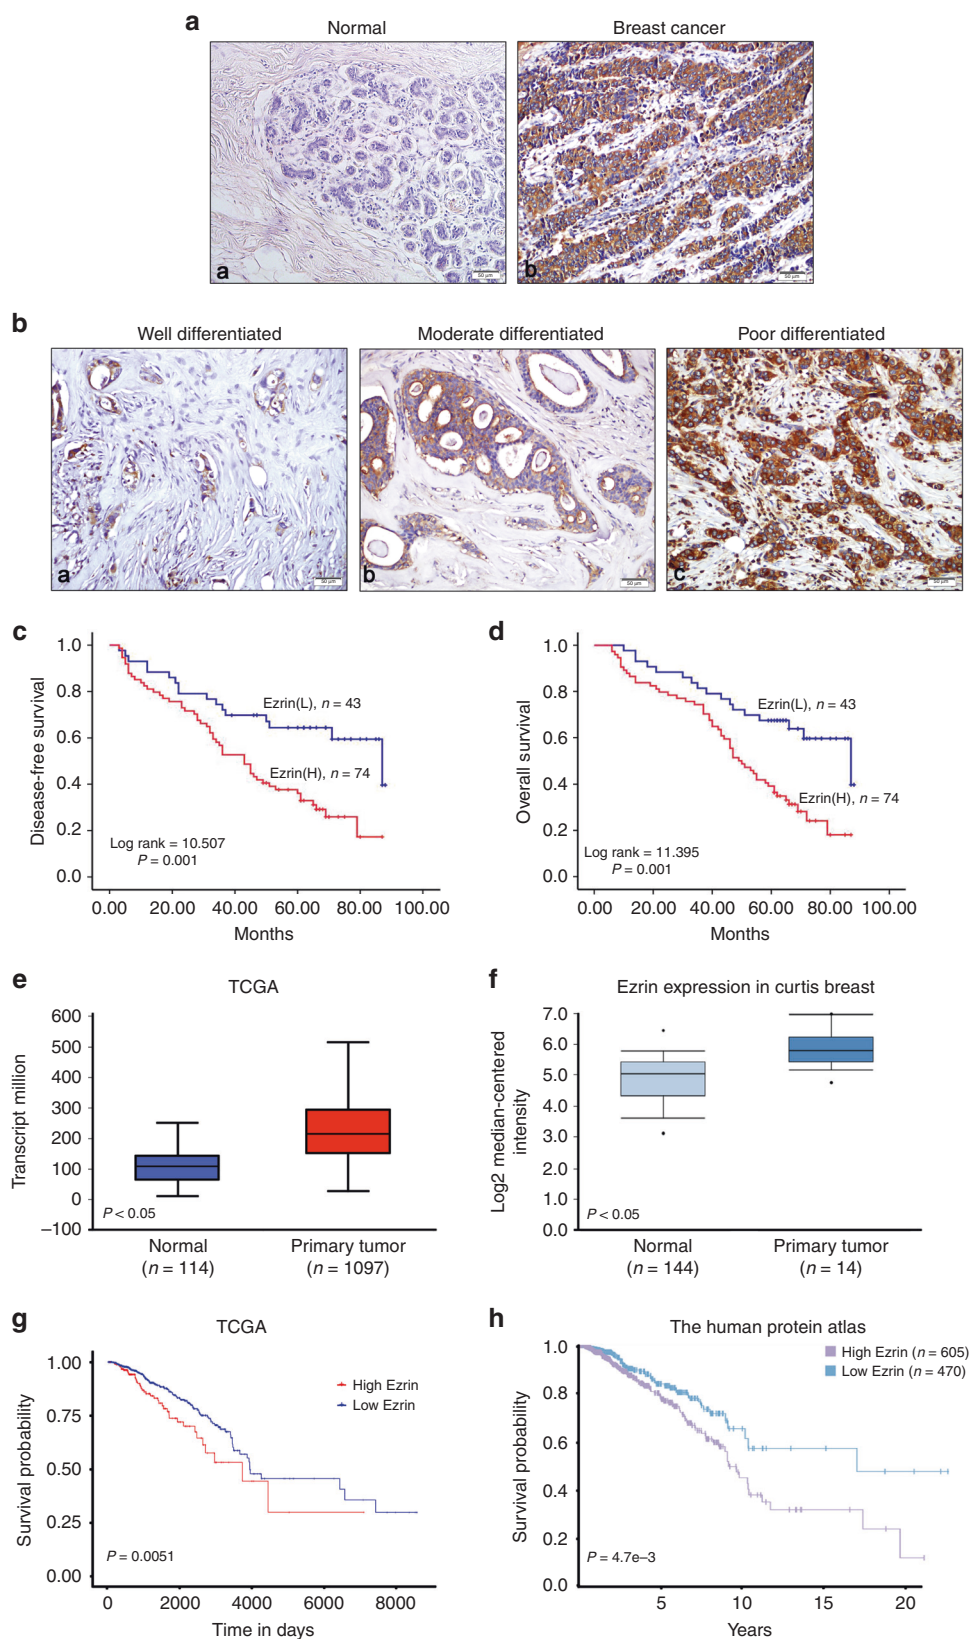 a
Normal
Breast cancer
a
50 µm
b
50 µm
b
Well differentiated
Moderate differentiated
Poor differentiated
a
50 µm
b
50 µm
c
50 µm
c
Disease-free survival
1.0
0.8
0.6
0.4
0.2
0.0
Ezrin(L), n = 43
Ezrin(H), n = 74
Log rank = 10.507
P = 0.001
0.00 20.00 40.00 60.00 80.00 100.00
Months
d
Overall survival
1.0
0.8
0.6
0.4
0.2
0.0
Ezrin(L), n = 43
Ezrin(H), n = 74
Log rank = 11.395
P = 0.001
0.00 20.00 40.00 60.00 80.00 100.00
Months
e
TCGA
Transcript million
600
500
400
300
200
100
0
−100
P < 0.05
Normal
(n = 114)
Primary tumor
(n = 1097)
f
Ezrin expression in curtis breast
Log2 median-centered
intensity
7.0
6.0
5.0
4.0
3.0
2.0
1.0
0.0
P < 0.05
Normal
(n = 144)
Primary tumor
(n = 14)
g
TCGA
Survival probability
1.00
0.75
0.50
0.25
0.00
High Ezrin
Low Ezrin
P = 0.0051
0 2000 4000 6000 8000
Time in days
h
The human protein atlas
Survival probability
1.0
0.8
0.6
0.4
0.2
0.0
High Ezrin (n = 605)
Low Ezrin (n = 470)
P = 4.7e−3
5 10 15 20
Years